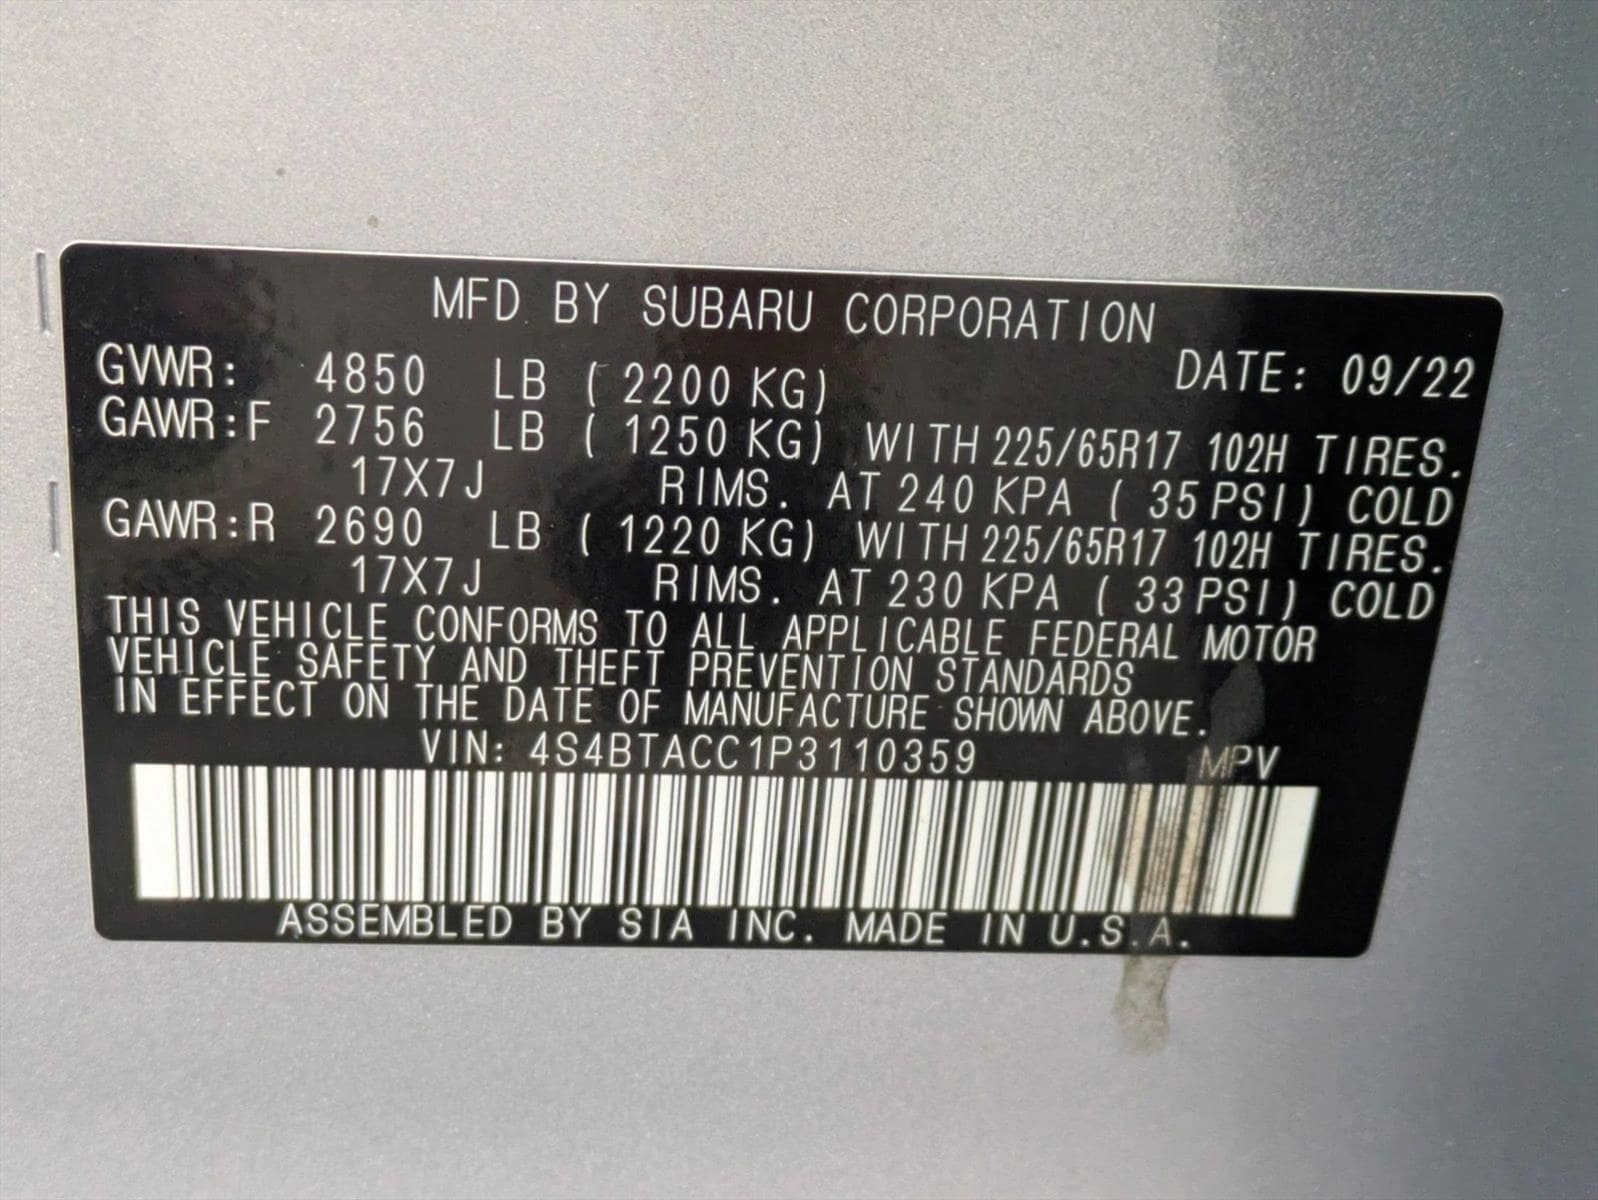 MFD BY SUBARU CORPORATION
GVWR: 4850 LB ( 2200 KG) DATE: 09/22
GAWR:F 2756 LB ( 1250 KG) WITH 225/65R17 102H TIRES.
17X7J RIMS. AT 240 KPA ( 35 PSI) COLD
GAWR:R 2690 LB ( 1220 KG) WITH 225/65R17 102H TIRES.
17X7J RIMS. AT 230 KPA ( 33 PSI) COLD
THIS VEHICLE CONFORMS TO ALL APPLICABLE FEDERAL MOTOR
VEHICLE SAFETY AND THEFT PREVENTION STANDARDS
IN EFFECT ON THE DATE OF MANUFACTURE SHOWN ABOVE.
VIN: 4S4BTACC1P3110359 MPV
ASSEMBLED BY SIA INC. MADE IN U.S.A.